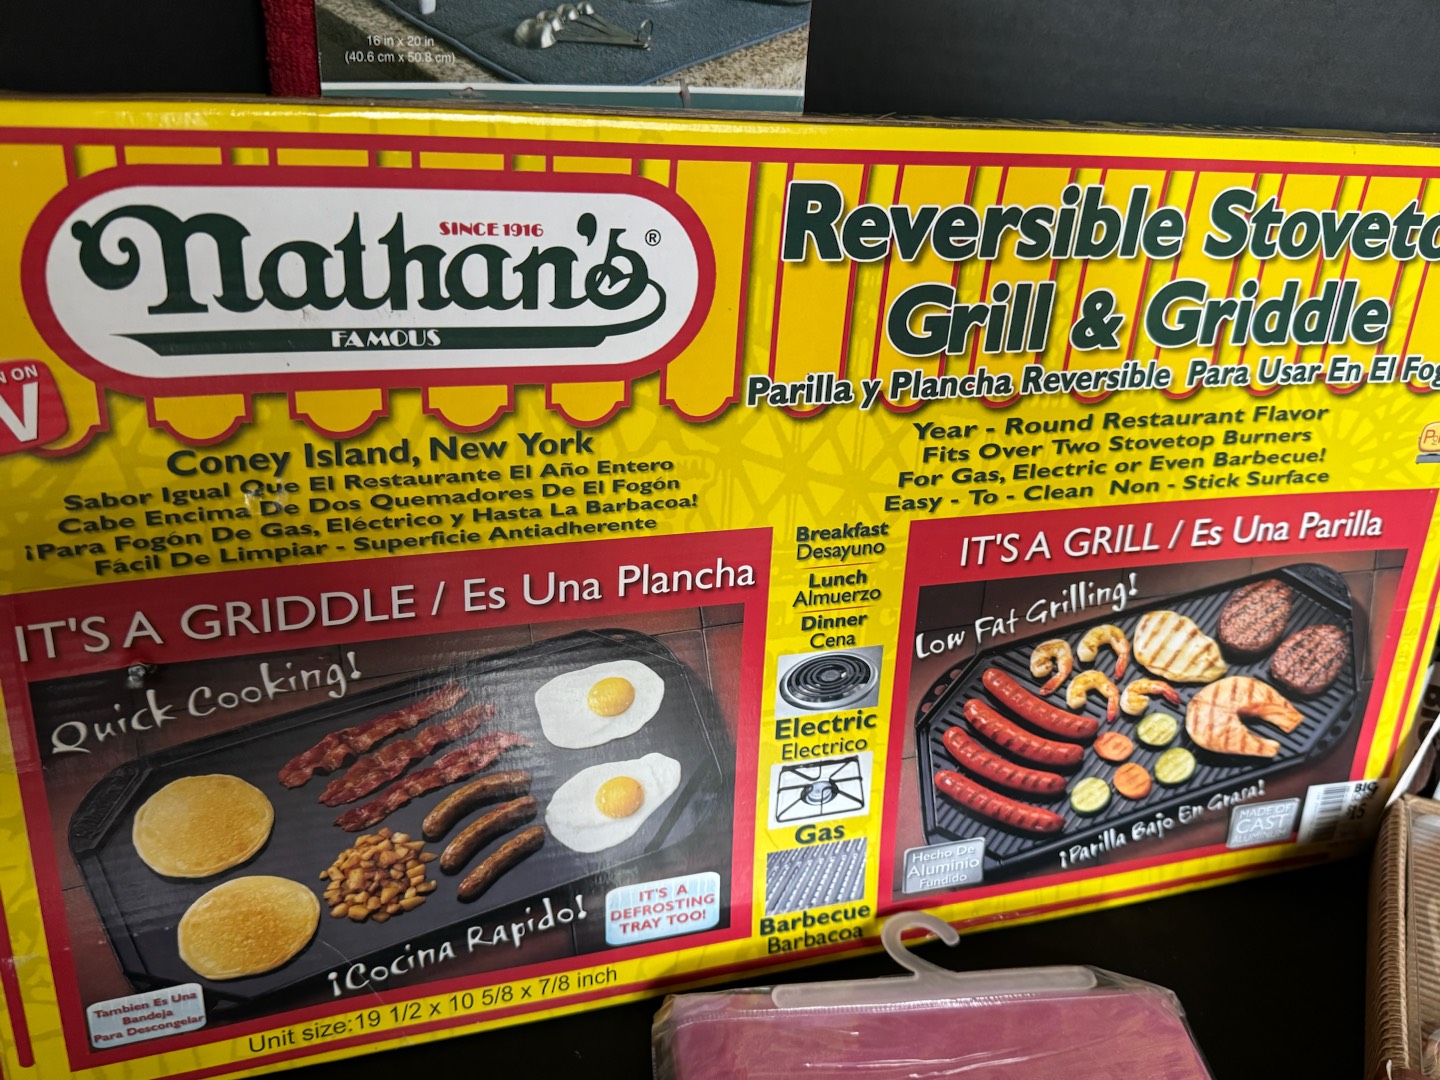 16 in x 20 in
(40.6 cm x 50.8 cm)
SINCE 1916
Nathan's®
FAMOUS
Reversible Stoveto
Grill & Griddle
Parilla y Plancha Reversible Para Usar En El Fog
N ON
V
Coney Island, New York
Sabor Igual Que El Restaurante El Año Entero
Cabe Encima De Dos Quemadores De El Fogón
¡Para Fogón De Gas, Eléctrico y Hasta La Barbacoa!
Fácil De Limpiar - Superficie Antiadherente
Year - Round Restaurant Flavor
Fits Over Two Stovetop Burners
For Gas, Electric or Even Barbecue!
Easy - To - Clean Non - Stick Surface
IT'S A GRIDDLE / Es Una Plancha
Quick Cooking!
¡Cocina Rapido!
IT'S A
DEFROSTING
TRAY TOO!
Tambien Es Una
Bandeja
Para Descongelar
Unit size:19 1/2 x 10 5/8 x 7/8 inch
Breakfast
Desayuno
Lunch
Almuerzo
Dinner
Cena
Electric
Electrico
Gas
Barbecue
Barbacoa
IT'S A GRILL / Es Una Parilla
Low Fat Grilling!
¡Parilla Bajo En Grasa!
Hecho De
Aluminio
Fundido
MADE OF
CAST
ALUMINUM
BIG